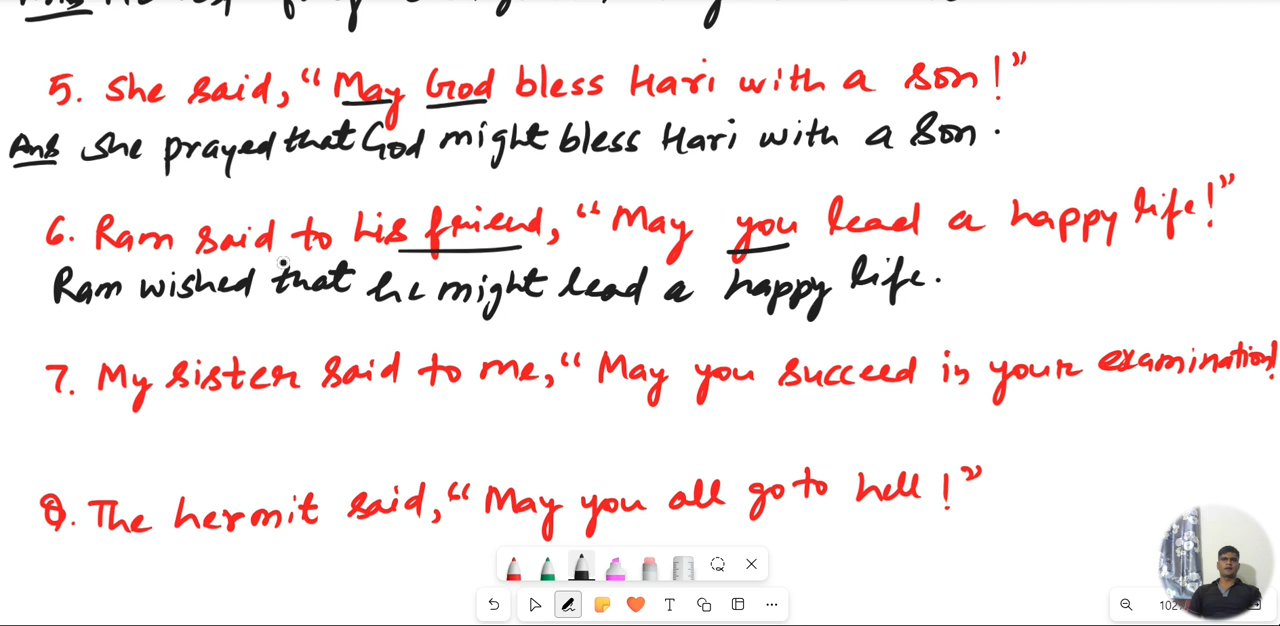 5. She said, "May God bless Hari with a son!"
Ans She prayed that God might bless Hari with a Son.
6. Ram said to his friend, "May you lead a happy life!"
Ram wished that he might lead a happy life.
7. My sister said to me, "May you succeed in your examination!
8. The hermit said, "May you all go to hell!"